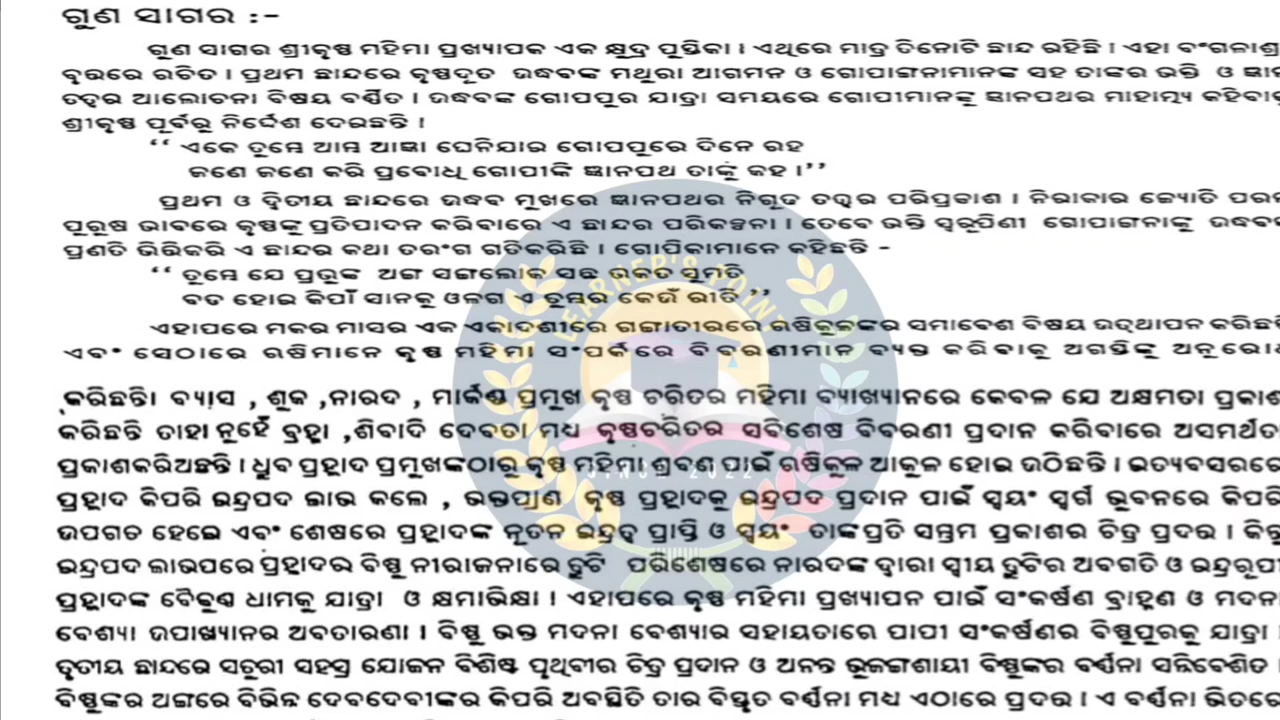 ଗୁଣ ସାଗର :-
ଗୁଣ ସାଗର ଶ୍ରୀକୃଷ୍ଣ ମହିମା ପ୍ରଖ୍ୟାପକ ଏକ କ୍ଷୁଦ୍ର ପୁସ୍ତିକା । ଏଥିରେ ମାତ୍ର ତିନୋଟି ଛାନ୍ଦ ରହିଛି । ଏହା ବଂଗଳାଶ୍ର
ବୃତ୍ତରେ ରଚିତ । ପ୍ରଥମ ଛାନ୍ଦରେ କୃଷ୍ଣଦୂତ ଉଦ୍ଧବଙ୍କ ମଥୁରା ଆଗମନ ଓ ଗୋପାଙ୍ଗନାମାନଙ୍କ ସହ ତାଙ୍କର ଭକ୍ତି ଓ ଜ୍ଞାନ
ତତ୍ତ୍ୱର ଆଲୋଚନା ବିଷୟ ବର୍ଣ୍ଣିତ । ଉଦ୍ଧବଙ୍କ ଗୋପପୁର ଯାତ୍ରା ସମୟରେ ଗୋପୀମାନଙ୍କୁ ଜ୍ଞାନପଥର ମାହାତ୍ମ୍ୟ କହିବାକୁ
ଶ୍ରୀକୃଷ୍ଣ ପୂର୍ବରୁ ନିର୍ଦ୍ଦେଶ ଦେଇଛନ୍ତି ।
‘‘ ଏକେ ତୁମ୍ଭେ ଆମ୍ଭ ଆଜ୍ଞା ଘେନିଯାଇ ଗୋପପୁରେ ଦିନେ ରହ
କଣେ କଣେ କରି ପ୍ରବୋଧି ଗୋପୀଙ୍କି ଜ୍ଞାନପଥ ତାଙ୍କୁ କହ ।’’
ପ୍ରଥମ ଓ ଦ୍ୱିତୀୟ ଛାନ୍ଦରେ ଉଦ୍ଧବ ମୁଖରେ ଜ୍ଞାନପଥର ନିଗୂଢ ତତ୍ତ୍ୱର ପରିପ୍ରକାଶ । ନିରାକାର ଜ୍ୟୋତି ପରମ
ପୁରୁଷ ଭାବରେ କୃଷ୍ଣଙ୍କୁ ପ୍ରତିପାଦନ କରିବାରେ ଏ ଛାନ୍ଦର ପରିକଳ୍ପନା । ତେବେ ଭକ୍ତି ସ୍ୱରୂପିଣୀ ଗୋପାଙ୍ଗନାଙ୍କୁ ଉଦ୍ଧବଙ୍କ
ପ୍ରଣତି ଭିତ୍ତିକରି ଏ ଛାନ୍ଦର କଥା ତରଂଗ ଗତିକରିଛି । ଗୋପିକାମାନେ କହିଛନ୍ତି -
‘‘ ତୁମ୍ଭେ ଯେ ପ୍ରଭୁଙ୍କ ଅଙ୍ଗ ସଙ୍ଗଲୋକ ସଛ ଉକତ ସୁମତି
ବଡ ହୋଇ କିପାଁ ସାନକୁ ଓଳଗ ଏ ତୁମ୍ଭର କେଉଁ ରୀତି ’’
ଏହାପରେ ମକର ମାସର ଏକ ଏକାଦଶୀରେ ଗଙ୍ଗାତୀରରେ ଋଷିକୁଳଙ୍କର ସମାବେଶ ବିଷୟ ଉତ୍‌ଥାପନ କରିଛନ୍ତି
ଏବଂ ସେଠାରେ ଋଷିମାନେ କୃଷ୍ଣ ମହିମା ସଂପର୍କରେ ବିବରଣୀମାନ ବ୍ୟକ୍ତ କରିବାକୁ ଅଗସ୍ତିଙ୍କୁ ଅନୁରୋଧ
କରିଛନ୍ତି। ବ୍ୟାସ , ଶୁକ ,ନାରଦ , ମାର୍କଣ୍ଡ ପ୍ରମୁଖ କୃଷ୍ଣ ଚରିତର ମହିମା ବ୍ୟାଖ୍ୟାନରେ କେବଳ ଯେ ଅକ୍ଷମତା ପ୍ରକାଶ
କରିଛନ୍ତି ତାହା ନୁହେଁ ବ୍ରହ୍ମା ,ଶିବାଦି ଦେବତା ମଧ୍ୟ କୃଷ୍ଣଚରିତର ସବିଶେଷ ବିବରଣୀ ପ୍ରଦାନ କରିବାରେ ଅସମର୍ଥତା
ପ୍ରକାଶକରିଅଛନ୍ତି । ଧ୍ରୁବ ପ୍ରହ୍ଲାଦ ପ୍ରମୁଖଙ୍କଠାରୁ କୃଷ୍ଣ ମହିମା ଶ୍ରବଣ ପାଇଁ ଋଷିକୁଳ ଆକୁଳ ହୋଇ ଉଠିଛନ୍ତି । ଇତ୍ୟବସରରେ
ପ୍ରହ୍ଲାଦ କିପରି ଇନ୍ଦ୍ରପଦ ଲାଭ କଲେ , ଭକ୍ତପ୍ରାଣ କୃଷ୍ଣ ପ୍ରହ୍ଲାଦକୁ ଇନ୍ଦ୍ରପଦ ପ୍ରଦାନ ପାଇଁ ସ୍ୱୟଂ ସ୍ୱର୍ଗ ଭୁବନରେ କିପରି
ଉପଗତ ହେଲେ ଏବଂ ଶେଷରେ ପ୍ରହ୍ଲାଦଙ୍କ ନୂତନ ଇନ୍ଦ୍ରତ୍ୱ ପ୍ରାପ୍ତି ଓ ସ୍ୱୟଂ ତାଙ୍କପ୍ରତି ସମ୍ଭ୍ରମ ପ୍ରକାଶର ଚିତ୍ର ପ୍ରଦତ୍ତ । କିନ୍ତୁ
ଇନ୍ଦ୍ରପଦ ଲାଭପରେ ପ୍ରହ୍ଲାଦର ବିଷ୍ଣୁ ନୀରାଜନାରେ ତ୍ରୁଟି ପରିଶେଷରେ ନାରଦଙ୍କ ଦ୍ୱାରା ସ୍ୱୀୟ ତ୍ରୁଟିର ଅବଗତି ଓ ଇନ୍ଦ୍ରରୂପୀ
ପ୍ରହ୍ଲାଦଙ୍କ ବୈକୁଣ୍ଠ ଧାମକୁ ଯାତ୍ରା ଓ କ୍ଷମାଭିକ୍ଷା । ଏହାପରେ କୃଷ୍ଣ ମହିମା ପ୍ରଖ୍ୟାପନ ପାଇଁ ସଂକର୍ଷଣ ବ୍ରାହ୍ମଣ ଓ ମଦନା
ବେଶ୍ୟା ଉପାଖ୍ୟାନର ଅବତାରଣା । ବିଷ୍ଣୁ ଭକ୍ତ ମଦନା ବେଶ୍ୟାର ସହାୟତାରେ ପାପୀ ସଂକର୍ଷଣର ବିଷ୍ଣୁପୁରକୁ ଯାତ୍ରା ।
ତୃତୀୟ ଛାନ୍ଦରେ ସତୁରୀ ସହସ୍ର ଯୋଜନ ବିଶିଷ୍ଟ ପୃଥିବୀର ଚିତ୍ର ପ୍ରଦାନ ଓ ଅନନ୍ତ ଭୁଜଙ୍ଗଶାୟୀ ବିଷ୍ଣୁଙ୍କର ବର୍ଣ୍ଣନା ସନ୍ନିବେଶିତ ।
ବିଷ୍ଣୁଙ୍କର ଅଙ୍ଗରେ ବିଭିନ୍ନ ଦେବଦେବୀଙ୍କର କିପରି ଅବସ୍ଥିତି ତାର ବିସ୍ତୃତ ବର୍ଣ୍ଣନା ମଧ୍ୟ ଏଠାରେ ପ୍ରଦତ୍ତ । ଏ ବର୍ଣ୍ଣନା ଭିତରେ
LEARNER'S POINT
SINCE 2022